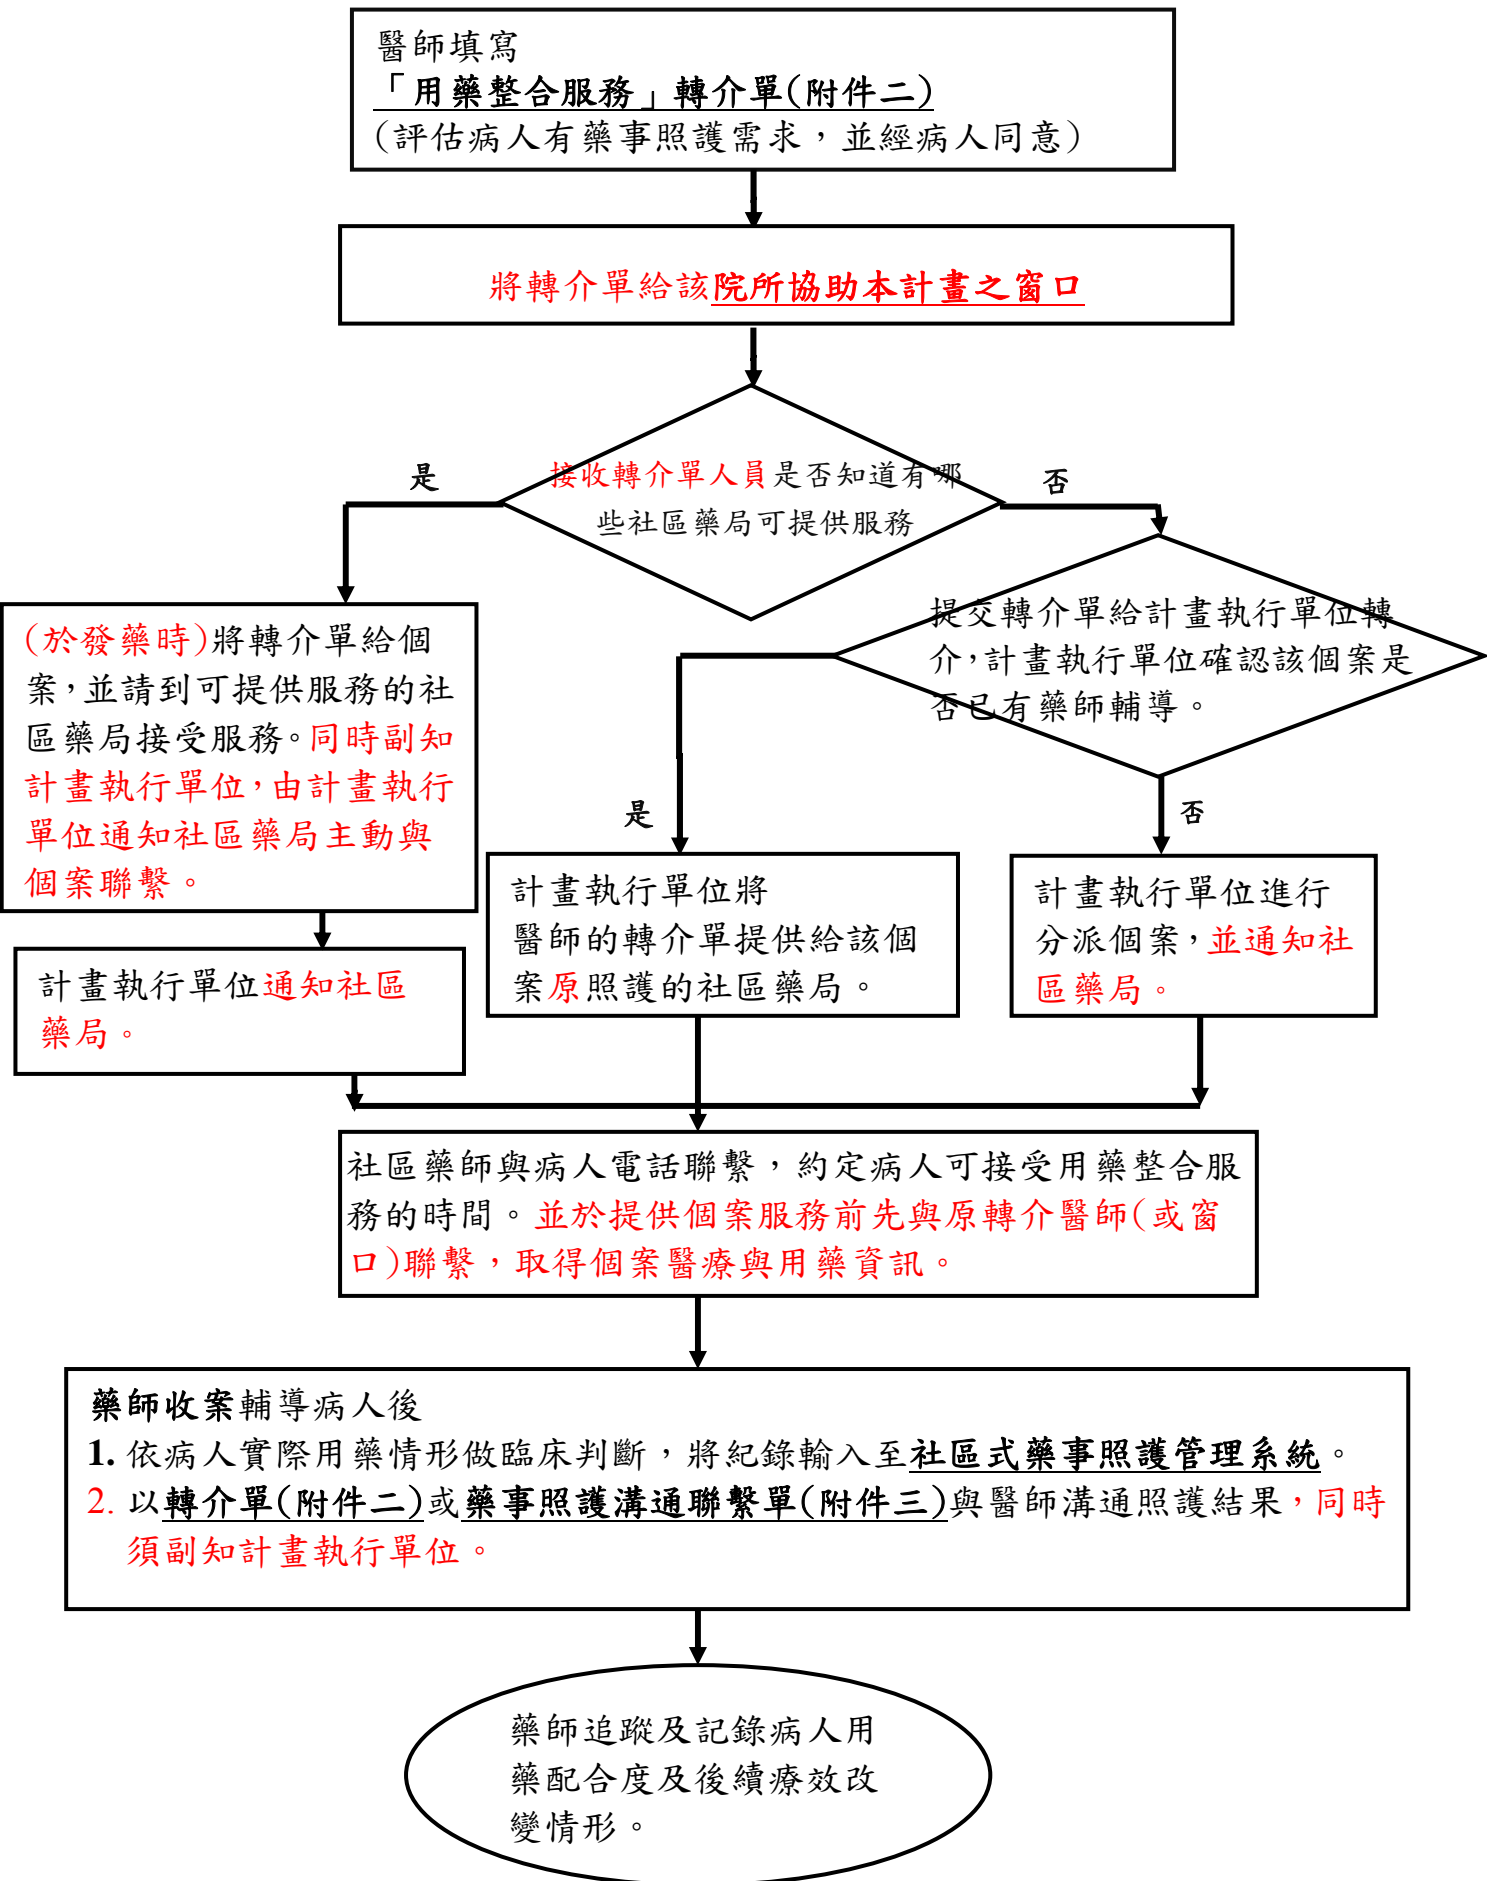 醫師填寫
「用藥整合服務」轉介單(附件二)
(評估病人有藥事照護需求，並經病人同意)
將轉介單給該院所協助本計畫之窗口
是
接收轉介單人員是否知道有哪
些社區藥局可提供服務
否
提交轉介單給計畫執行單位轉
介，計畫執行單位確認該個案是
否已有藥師輔導。
(於發藥時)將轉介單給個
案，並請到可提供服務的社
區藥局接受服務。同時副知
計畫執行單位，由計畫執行
單位通知社區藥局主動與
個案聯繫。
是
否
計畫執行單位將
醫師的轉介單提供給該個
案原照護的社區藥局。
計畫執行單位進行
分派個案，並通知社
區藥局。
計畫執行單位通知社區
藥局。
社區藥師與病人電話聯繫，約定病人可接受用藥整合服
務的時間。並於提供個案服務前先與原轉介醫師(或窗
口)聯繫，取得個案醫療與用藥資訊。
藥師收案輔導病人後
1. 依病人實際用藥情形做臨床判斷，將紀錄輸入至社區式藥事照護管理系統。
2. 以轉介單(附件二)或藥事照護溝通聯繫單(附件三)與醫師溝通照護結果，同時
須副知計畫執行單位。
藥師追蹤及記錄病人用
藥配合度及後續療效改
變情形。